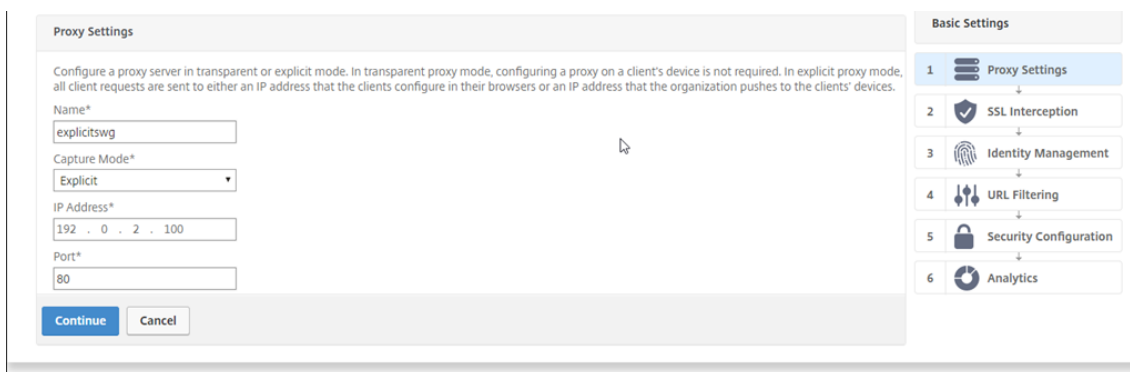 Proxy Settings
Configure a proxy server in transparent or explicit mode. In transparent proxy mode, configuring a proxy on a client's device is not required. In explicit proxy mode,
all client requests are sent to either an IP address that the clients configure in their browsers or an IP address that the organization pushes to the clients' devices.
Name*
explicitswg
Capture Mode*
Explicit
IP Address*
192 . 0 . 2 . 100
Port*
80
Continue Cancel
Basic Settings
1 Proxy Settings
2 SSL Interception
3 Identity Management
4 URL Filtering
5 Security Configuration
6 Analytics